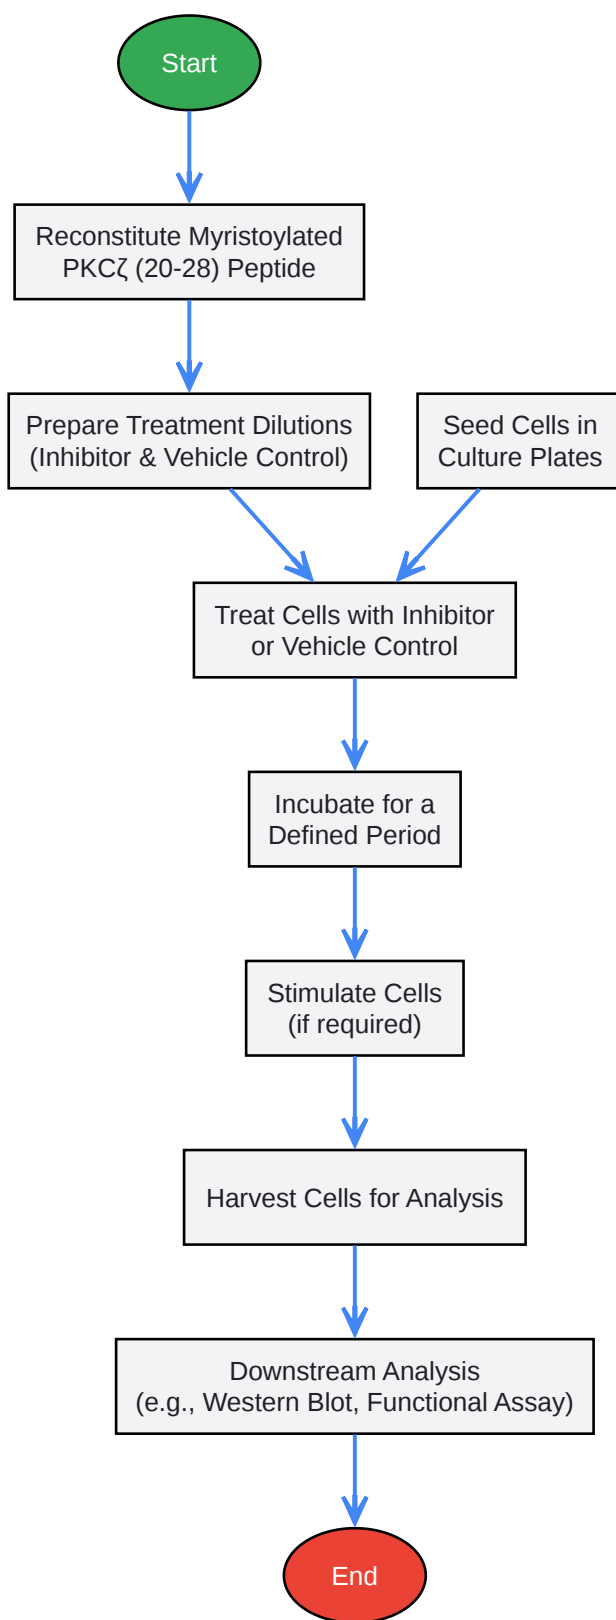 Start
Reconstitute Myristoylated
PKCζ (20-28) Peptide
Prepare Treatment Dilutions
(Inhibitor & Vehicle Control)
Seed Cells in
Culture Plates
Treat Cells with Inhibitor
or Vehicle Control
Incubate for a
Defined Period
Stimulate Cells
(if required)
Harvest Cells for Analysis
Downstream Analysis
(e.g., Western Blot, Functional Assay)
End